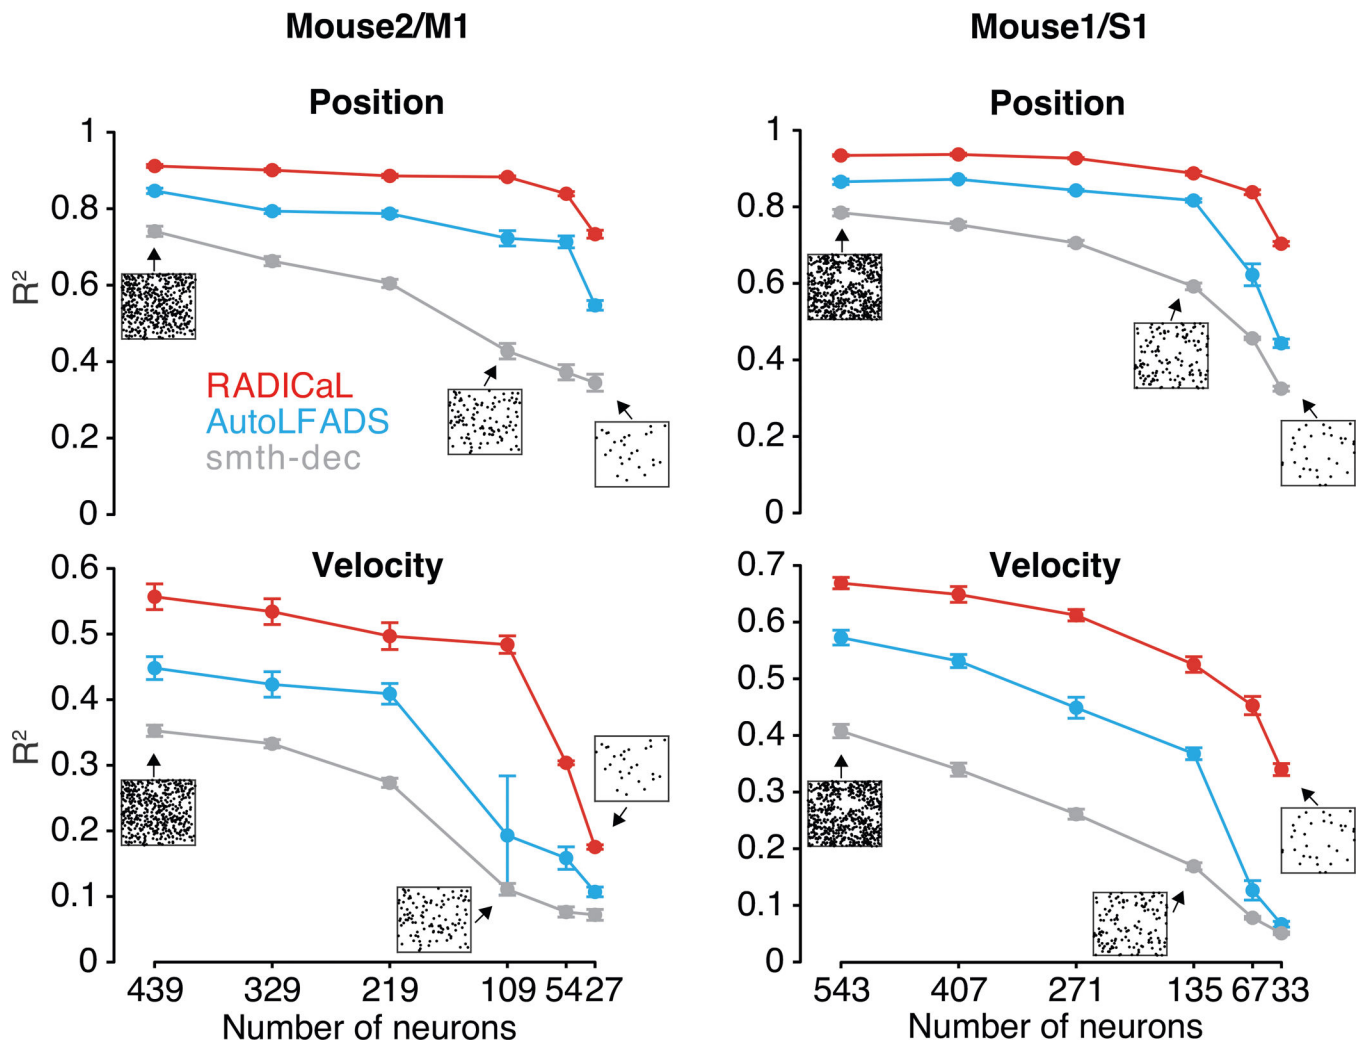 Mouse2/M1
Position
1
0.8
0.6
0.4
0.2
0
R²
RADICaL
AutoLFADS
smth-dec
Velocity
0.6
0.5
0.4
0.3
0.2
0.1
0
R²
439 329 219 109 54 27
Number of neurons
Mouse1/S1
Position
1
0.8
0.6
0.4
0.2
0
Velocity
0.7
0.6
0.5
0.4
0.3
0.2
0.1
0
543 407 271 135 67 33
Number of neurons